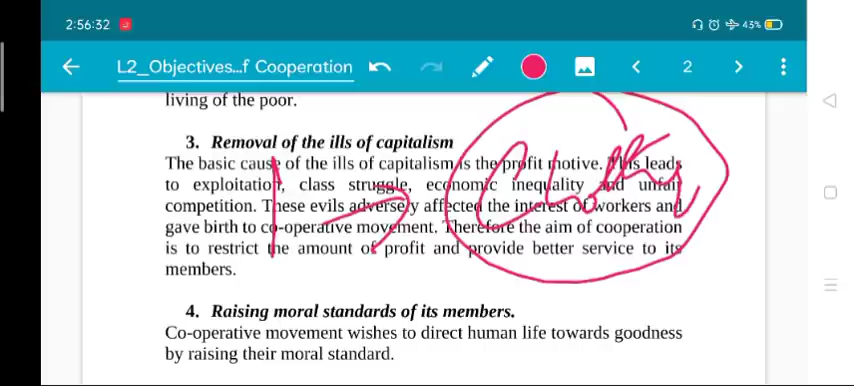 2:56:32 43%
L2_Objectives...f Cooperation 2
living of the poor.
3. Removal of the ills of capitalism
The basic cause of the ills of capitalism is the profit motive. This leads
to exploitation, class struggle, economic inequality and unfair
competition. These evils adversely affected the interest of workers and
gave birth to co-operative movement. Therefore the aim of cooperation
is to restrict the amount of profit and provide better service to its
members.
4. Raising moral standards of its members.
Co-operative movement wishes to direct human life towards goodness
by raising their moral standard.